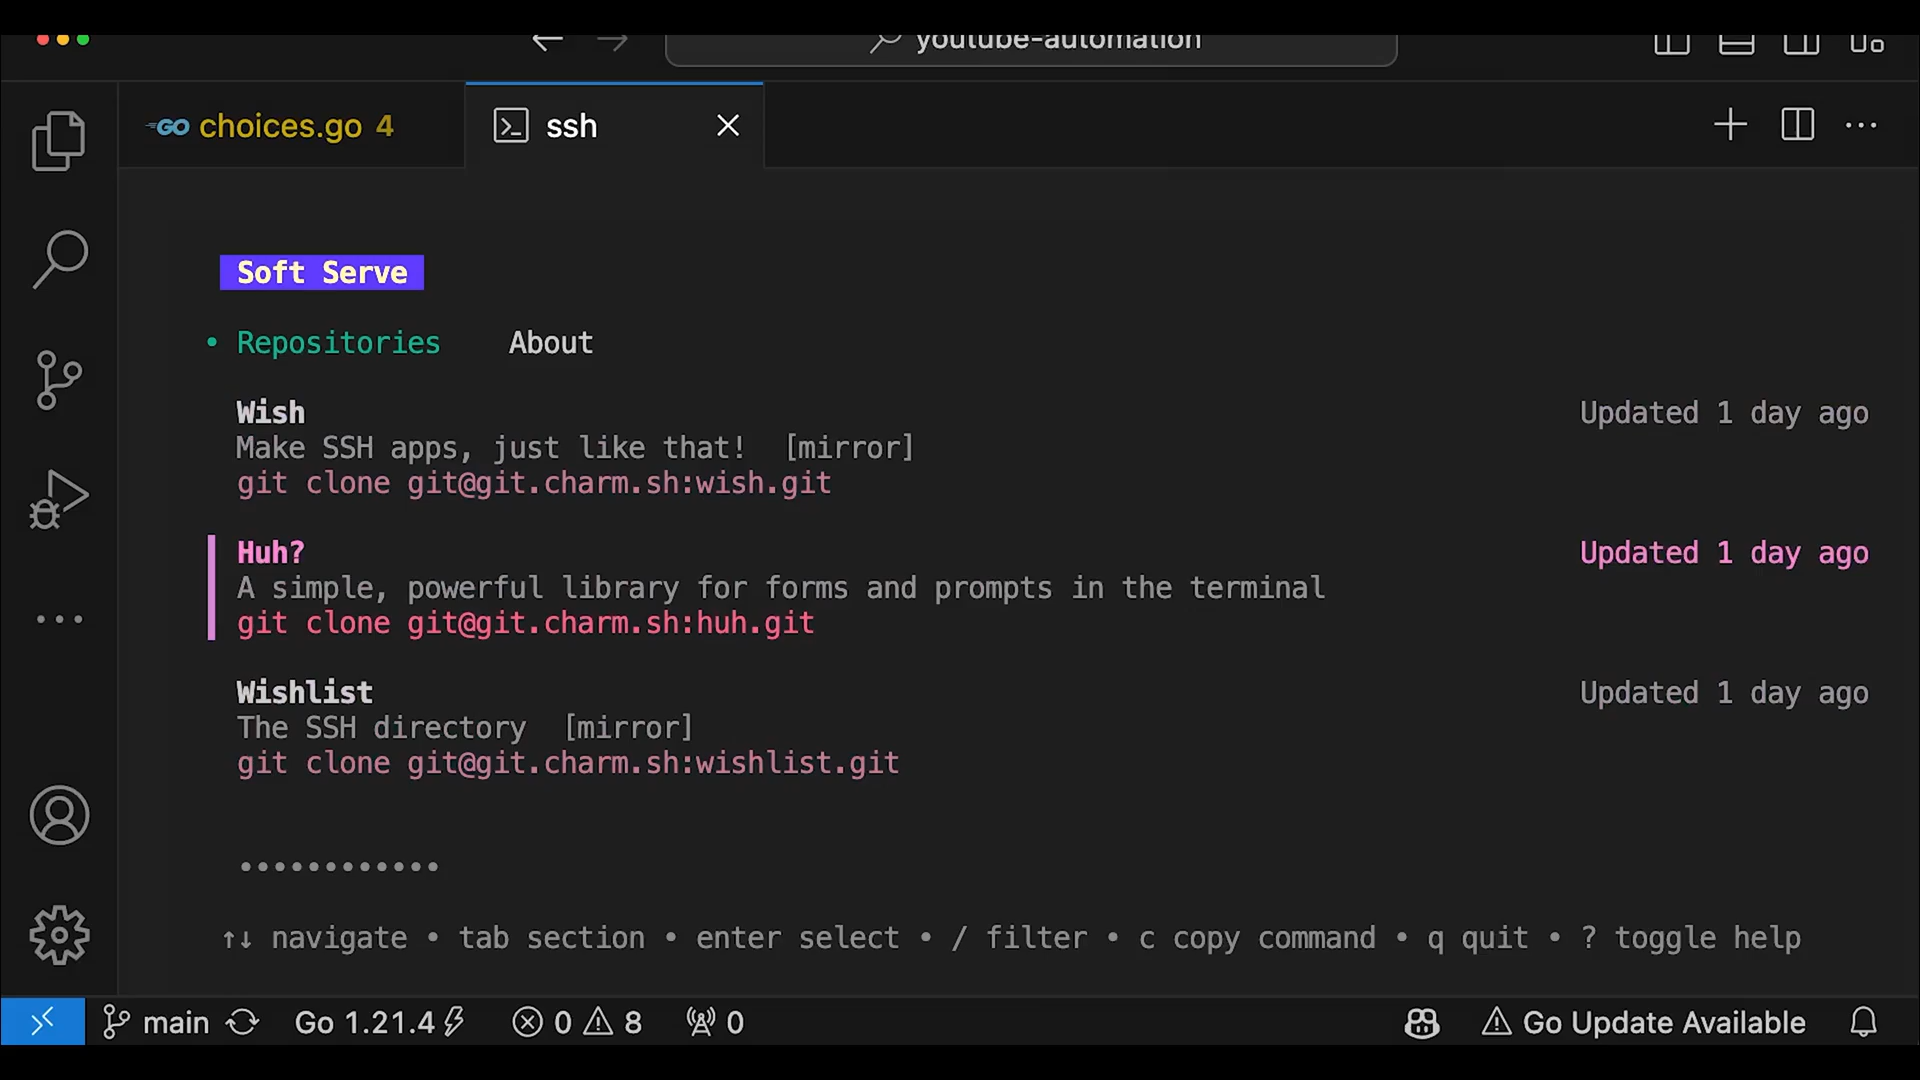 youtube-automation
GO choices.go 4
ssh
Soft Serve
• Repositories About
Wish Updated 1 day ago
Make SSH apps, just like that! [mirror]
git clone git@git.charm.sh:wish.git
Huh? Updated 1 day ago
A simple, powerful library for forms and prompts in the terminal
git clone git@git.charm.sh:huh.git
Wishlist Updated 1 day ago
The SSH directory [mirror]
git clone git@git.charm.sh:wishlist.git
••••••••••••
↑↓ navigate • tab section • enter select • / filter • c copy command • q quit • ? toggle help
main Go 1.21.4 0 8 0 Go Update Available